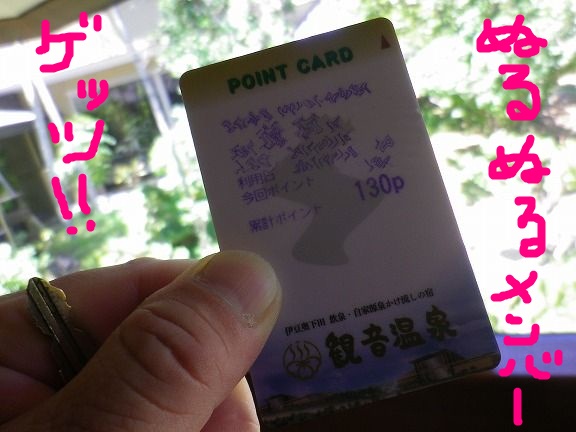 ゲッツ!!
ぬるぬるメンバー
POINT CARD
利用日
今回ポイント 130p
累計ポイント
伊豆奥下田 飲泉・自家源泉かけ流しの宿
観音温泉